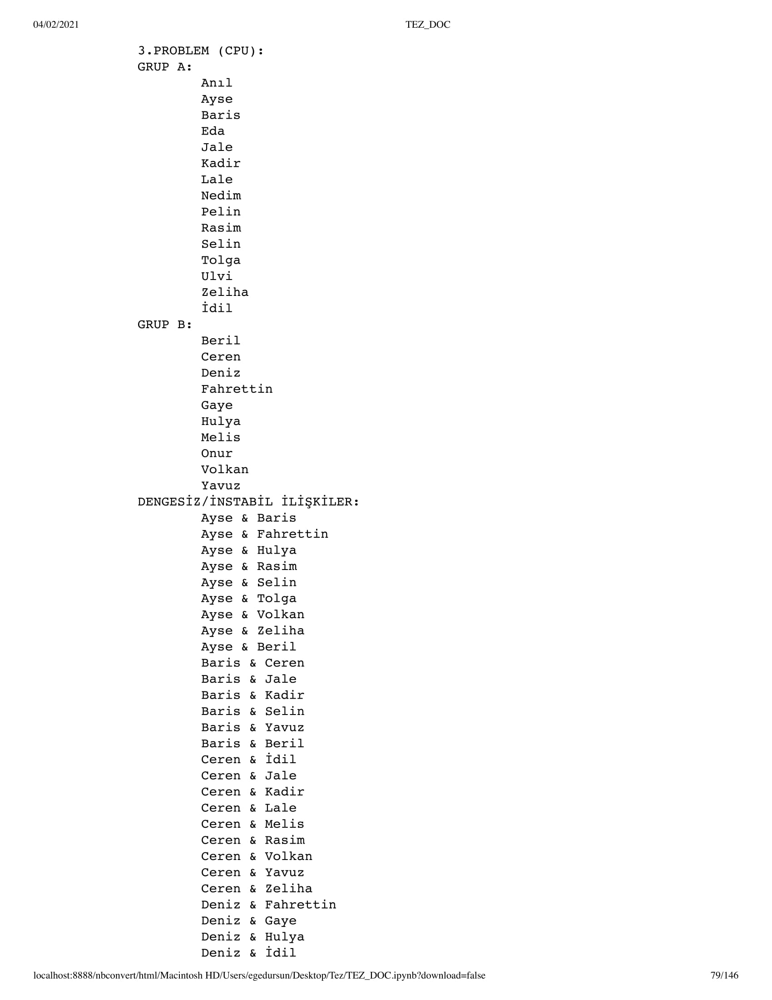 04/02/2021 TEZ_DOC
3.PROBLEM (CPU):
GRUP A:
Anıl
Ayse
Baris
Eda
Jale
Kadir
Lale
Nedim
Pelin
Rasim
Selin
Tolga
Ulvi
Zeliha
İdil
GRUP B:
Beril
Ceren
Deniz
Fahrettin
Gaye
Hulya
Melis
Onur
Volkan
Yavuz
DENGESİZ/İNSTABİL İLİŞKİLER:
Ayse & Baris
Ayse & Fahrettin
Ayse & Hulya
Ayse & Rasim
Ayse & Selin
Ayse & Tolga
Ayse & Volkan
Ayse & Zeliha
Ayse & Beril
Baris & Ceren
Baris & Jale
Baris & Kadir
Baris & Selin
Baris & Yavuz
Baris & Beril
Ceren & İdil
Ceren & Jale
Ceren & Kadir
Ceren & Lale
Ceren & Melis
Ceren & Rasim
Ceren & Volkan
Ceren & Yavuz
Ceren & Zeliha
Deniz & Fahrettin
Deniz & Gaye
Deniz & Hulya
Deniz & İdil
localhost:8888/nbconvert/html/Macintosh HD/Users/egedursun/Desktop/Tez/TEZ_DOC.ipynb?download=false 79/146